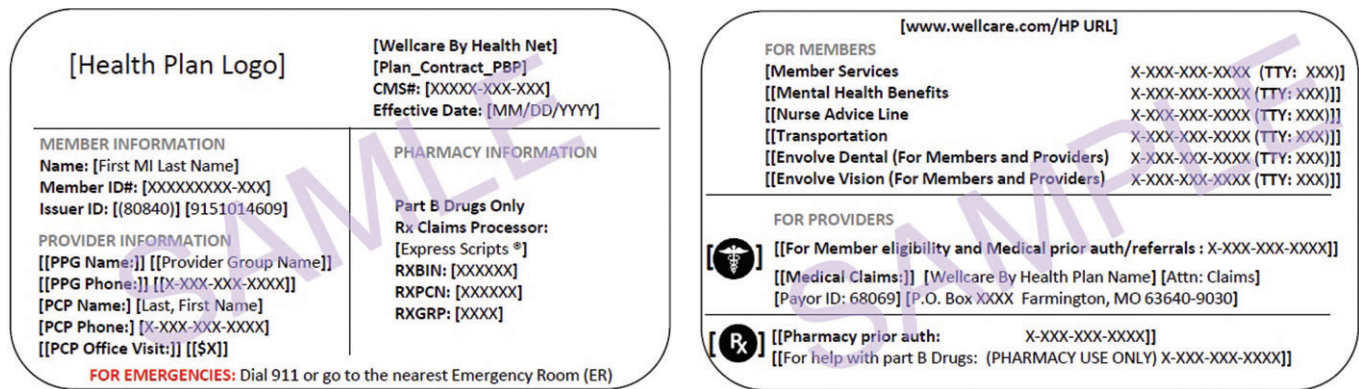 [Health Plan Logo]
[Wellcare By Health Net]
[Plan_Contract_PBP]
CMS#: [XXXXX-XXX-XXX]
Effective Date: [MM/DD/YYYY]
MEMBER INFORMATION
Name: [First MI Last Name]
Member ID#: [XXXXXXXXX-XXX]
Issuer ID: [(80840)] [9151014609]
PROVIDER INFORMATION
[[PPG Name:]] [[Provider Group Name]]
[[PPG Phone:]] [[X-XXX-XXX-XXXX]]
[PCP Name:] [Last, First Name]
[PCP Phone:] [X-XXX-XXX-XXXX]
[[PCP Office Visit:]] [[$X]]
PHARMACY INFORMATION
Part B Drugs Only
Rx Claims Processor:
[Express Scripts ®]
RXBIN: [XXXXXX]
RXPCN: [XXXXXX]
RXGRP: [XXXX]
FOR EMERGENCIES: Dial 911 or go to the nearest Emergency Room (ER)
SAMLE
[www.wellcare.com/HP URL]
FOR MEMBERS
[Member Services X-XXX-XXX-XXXX (TTY: XXX)]
[[Mental Health Benefits X-XXX-XXX-XXXX (TTY: XXX)]]
[[Nurse Advice Line X-XXX-XXX-XXXX (TTY: XXX)]]
[[Transportation X-XXX-XXX-XXXX (TTY: XXX)]]
[[Envolve Dental (For Members and Providers) X-XXX-XXX-XXXX (TTY: XXX)]]
[[Envolve Vision (For Members and Providers) X-XXX-XXX-XXXX (TTY: XXX)]]
FOR PROVIDERS
[ ] [[For Member eligibility and Medical prior auth/referrals : X-XXX-XXX-XXXX]]
[[Medical Claims:]] [Wellcare By Health Plan Name] [Attn: Claims]
[Payor ID: 68069] [P.O. Box XXXX Farmington, MO 63640-9030]
[Rx] [[Pharmacy prior auth: X-XXX-XXX-XXXX]]
[[For help with part B Drugs: (PHARMACY USE ONLY) X-XXX-XXX-XXXX]]
SAMPLE